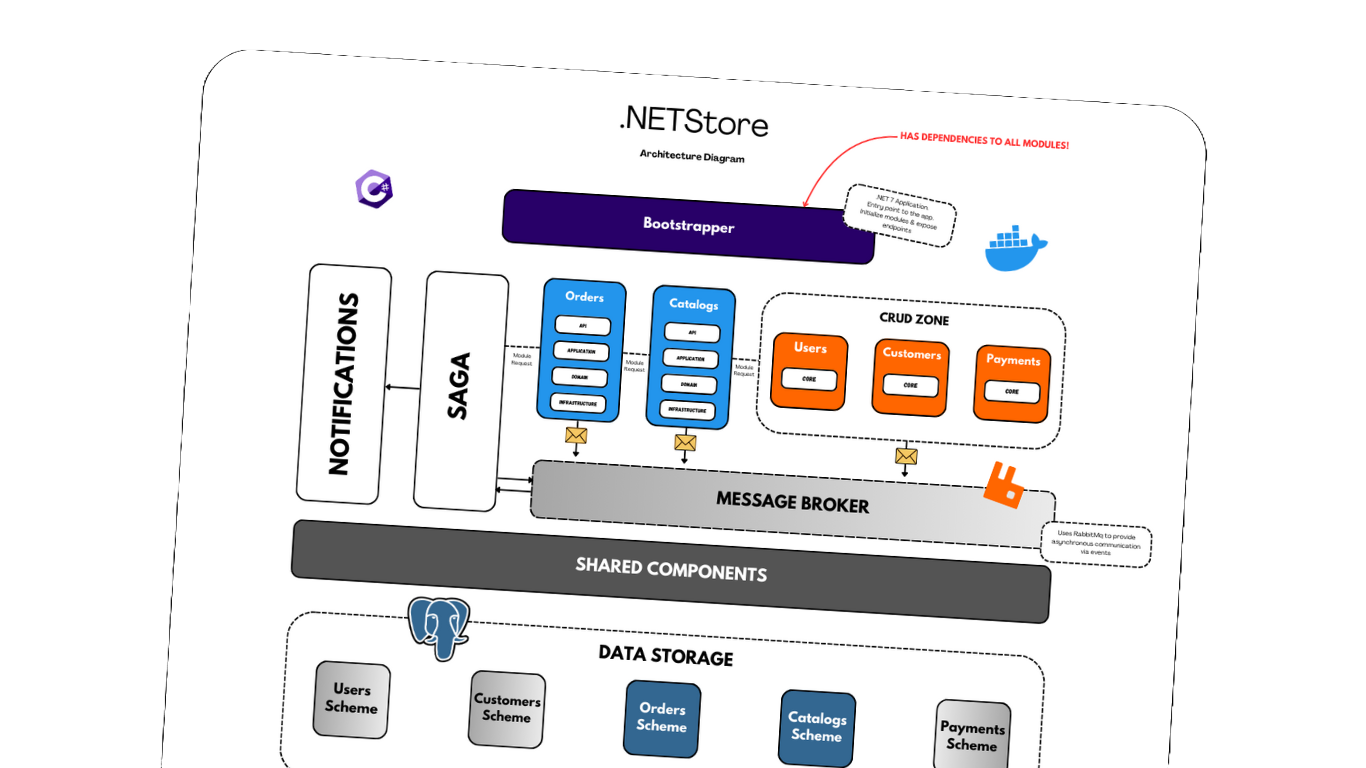 .NETStore
Architecture Diagram
HAS DEPENDENCIES TO ALL MODULES!
C#
Bootstrapper
.NET 7 Application.
Entry point to the app.
Initialize modules & expose
endpoints
NOTIFICATIONS
SAGA
Module
Request
Orders
API
APPLICATION
DOMAIN
INFRASTRUCTURE
Module
Request
Catalogs
API
APPLICATION
DOMAIN
INFRASTRUCTURE
Module
Request
CRUD ZONE
Users
CORE
Customers
CORE
Payments
CORE
MESSAGE BROKER
Uses RabbitMq to provide
asynchronous communication
via events
SHARED COMPONENTS
DATA STORAGE
Users
Scheme
Customers
Scheme
Orders
Scheme
Catalogs
Scheme
Payments
Scheme